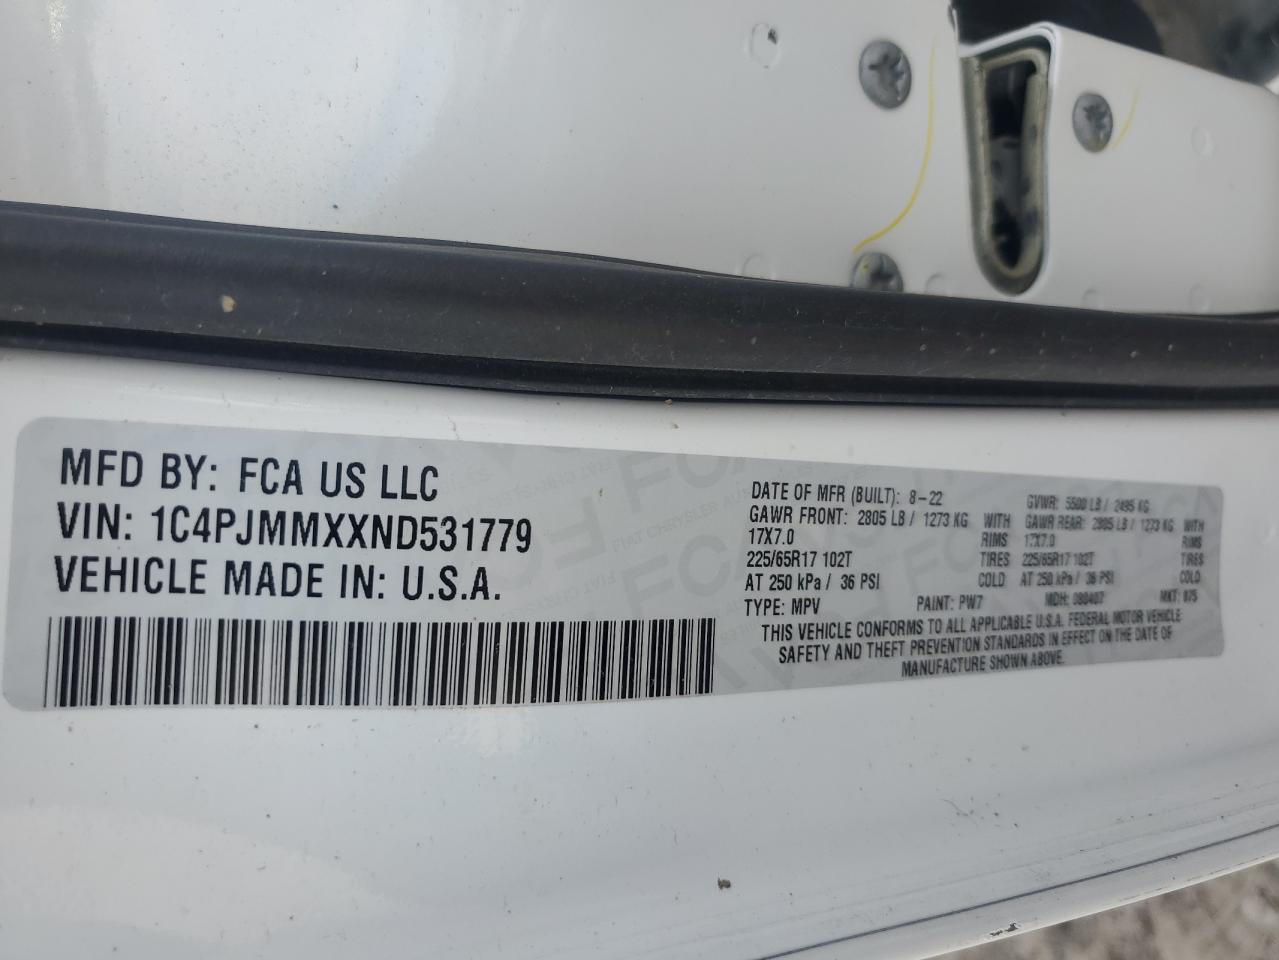 MFD BY: FCA US LLC
VIN: 1C4PJMMXXND531779
VEHICLE MADE IN: U.S.A.
DATE OF MFR (BUILT): 8-22 GVWR: 5500 LB / 2495 KG
GAWR FRONT: 2805 LB / 1273 KG WITH GAWR REAR: 2805 LB / 1273 KG WITH
17X7.0 RIMS 17X7.0 RIMS
225/65R17 102T TIRES 225/65R17 102T TIRES
AT 250 kPa / 36 PSI COLD AT 250 kPa / 36 PSI COLD
TYPE: MPV PAINT: PW7 MDH: 080407 MKT: 875
THIS VEHICLE CONFORMS TO ALL APPLICABLE U.S.A. FEDERAL MOTOR VEHICLE
SAFETY AND THEFT PREVENTION STANDARDS IN EFFECT ON THE DATE OF
MANUFACTURE SHOWN ABOVE.